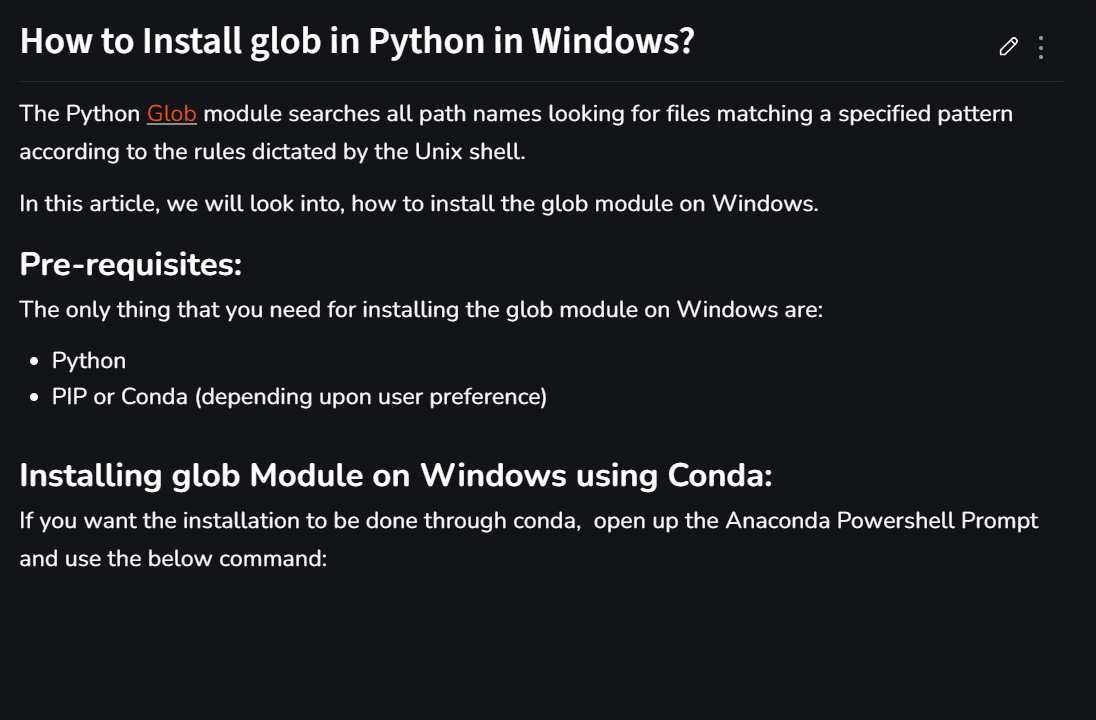 How to Install glob in Python in Windows?
The Python Glob module searches all path names looking for files matching a specified pattern
according to the rules dictated by the Unix shell.
In this article, we will look into, how to install the glob module on Windows.
Pre-requisites:
The only thing that you need for installing the glob module on Windows are:
• Python
• PIP or Conda (depending upon user preference)
Installing glob Module on Windows using Conda:
If you want the installation to be done through conda,  open up the Anaconda Powershell Prompt
and use the below command: